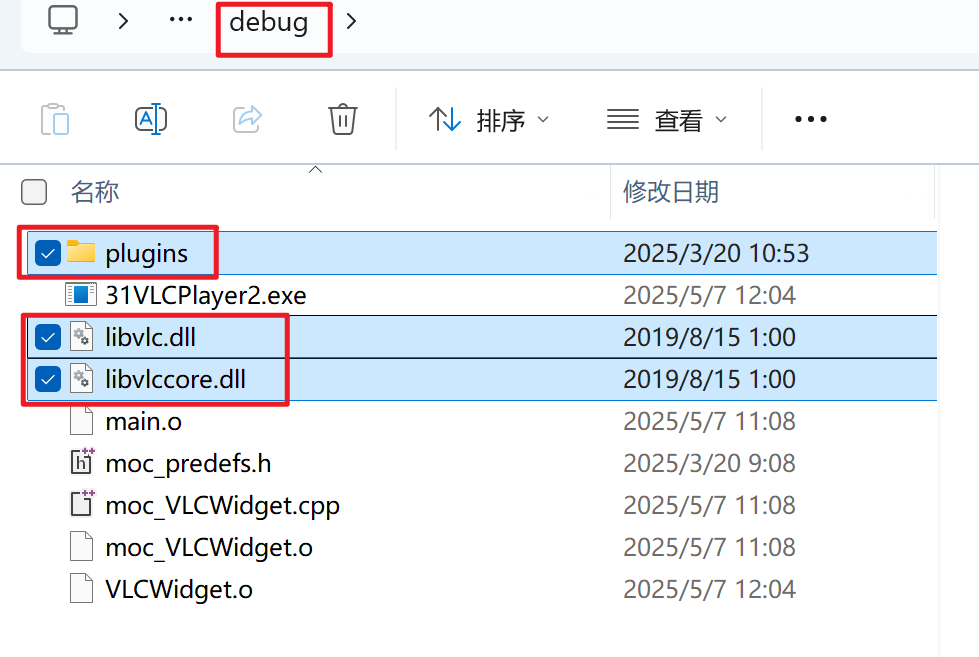 debug
排序
查看
名称
修改日期
plugins 2025/3/20 10:53
31VLCPlayer2.exe 2025/5/7 12:04
libvlc.dll 2019/8/15 1:00
libvlccore.dll 2019/8/15 1:00
main.o 2025/5/7 11:08
moc_predefs.h 2025/3/20 9:08
moc_VLCWidget.cpp 2025/5/7 11:08
moc_VLCWidget.o 2025/5/7 11:08
VLCWidget.o 2025/5/7 12:04